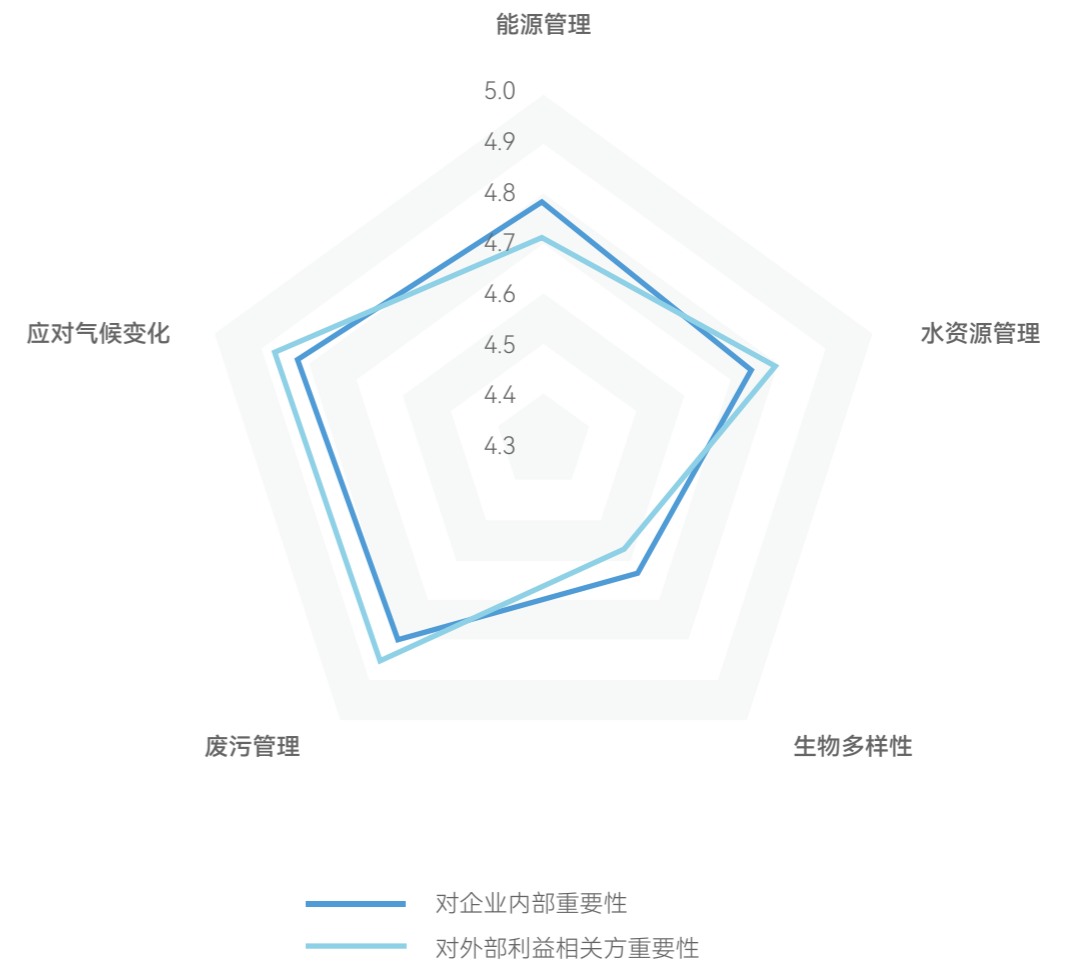 能源管理
5.0
4.9
4.8
4.7
4.6
4.5
4.4
4.3
应对气候变化
水资源管理
废污管理
生物多样性
对企业内部重要性
对外部利益相关方重要性